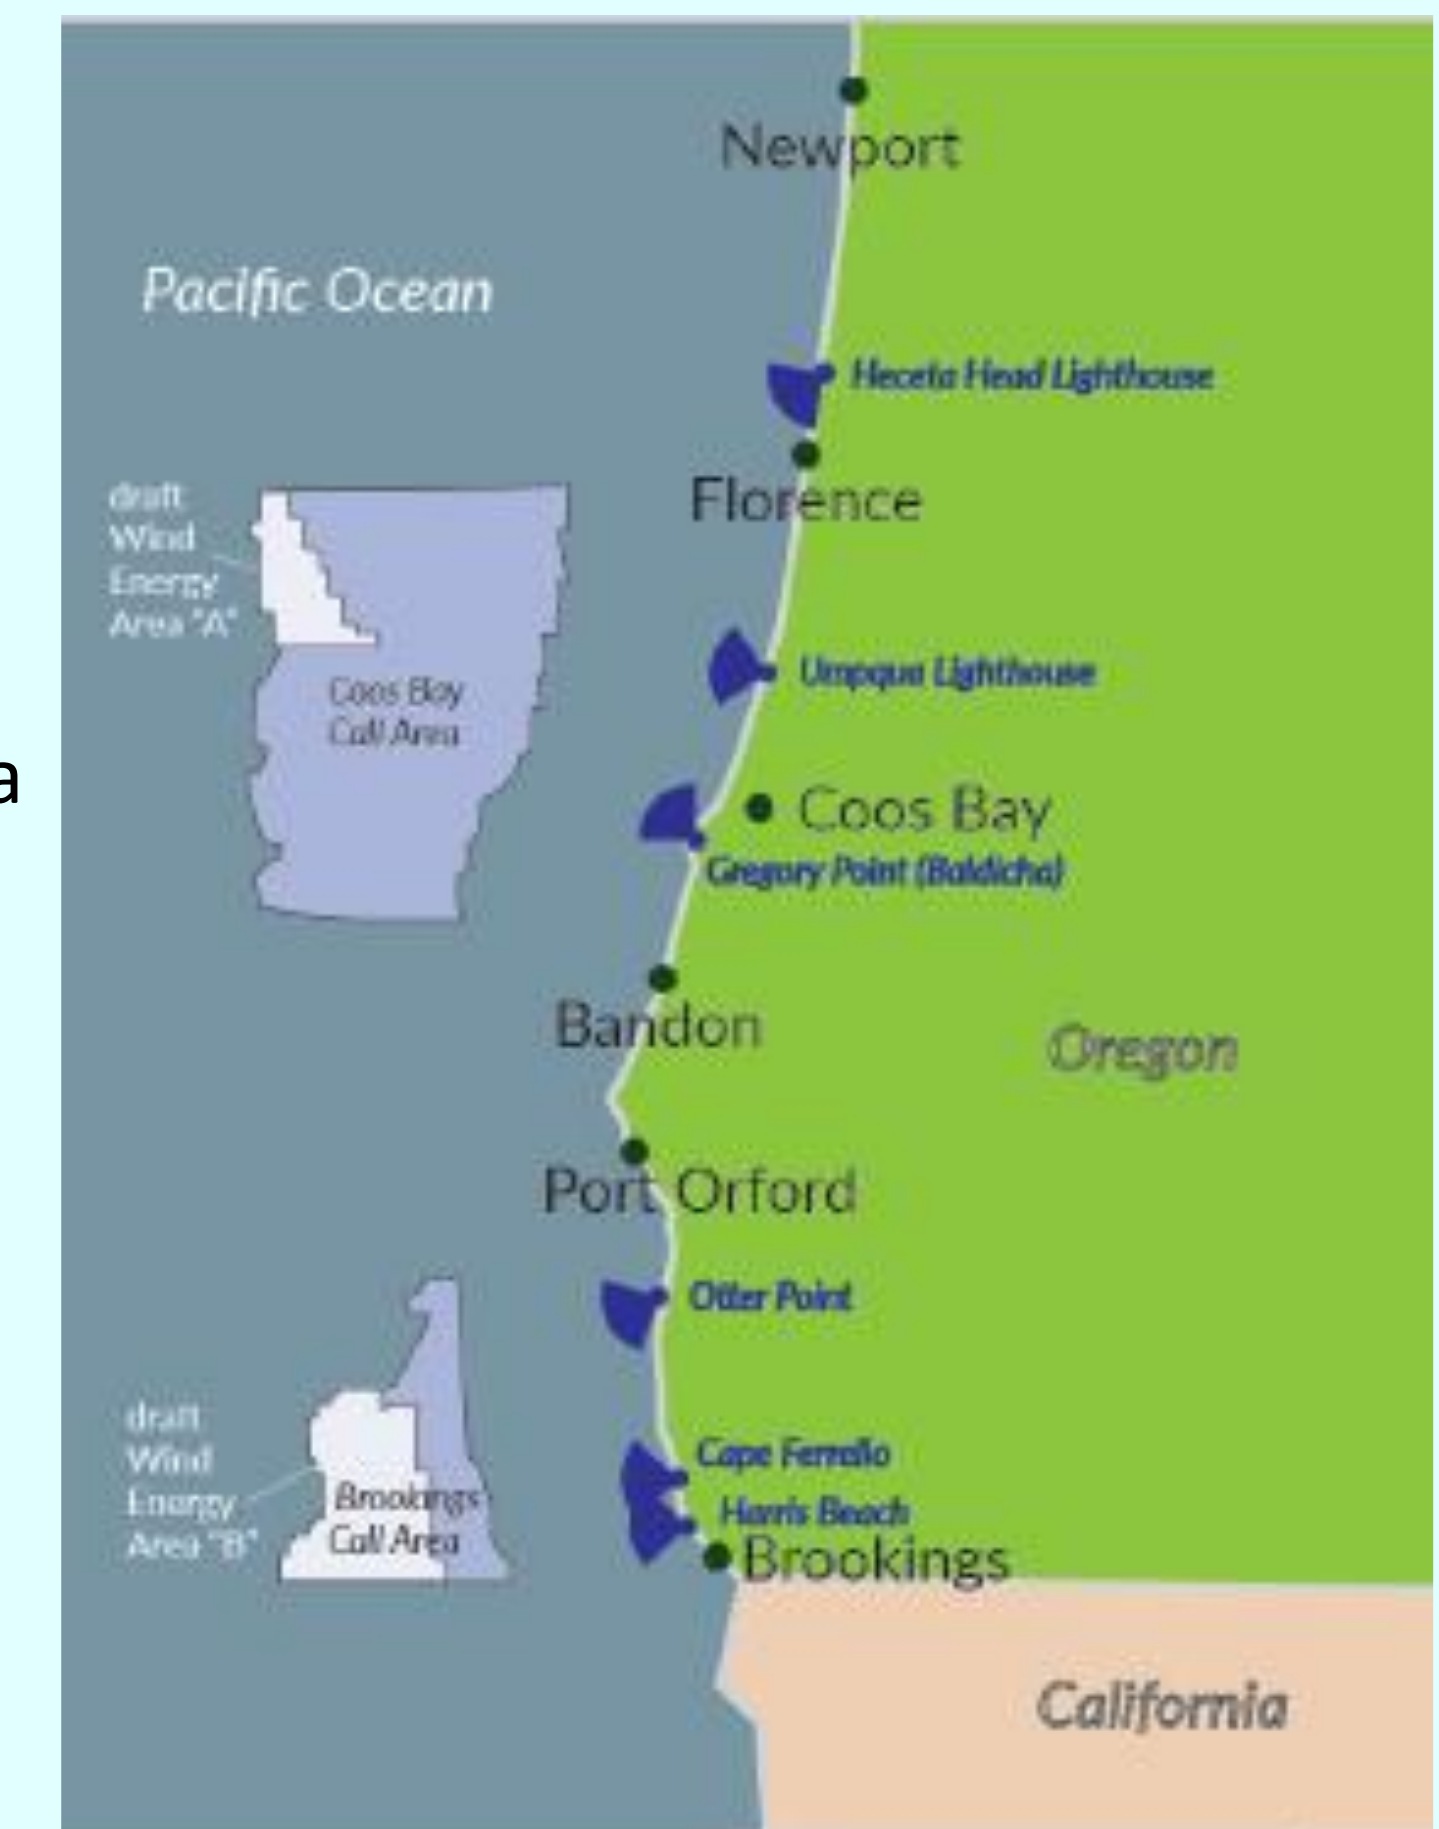 Newport
Pacific Ocean
Heceta Head Lighthouse
Florence
draft
Wind
Energy
Area "A"
Coos Bay
Call Area
Umpqua Lighthouse
a
Coos Bay
Gregory Point (Baldicha)
Bandon
Oregon
Port Orford
Otter Point
draft
Wind
Energy
Area "B"
Brookings
Call Area
Cape Ferrello
Harris Beach
Brookings
California